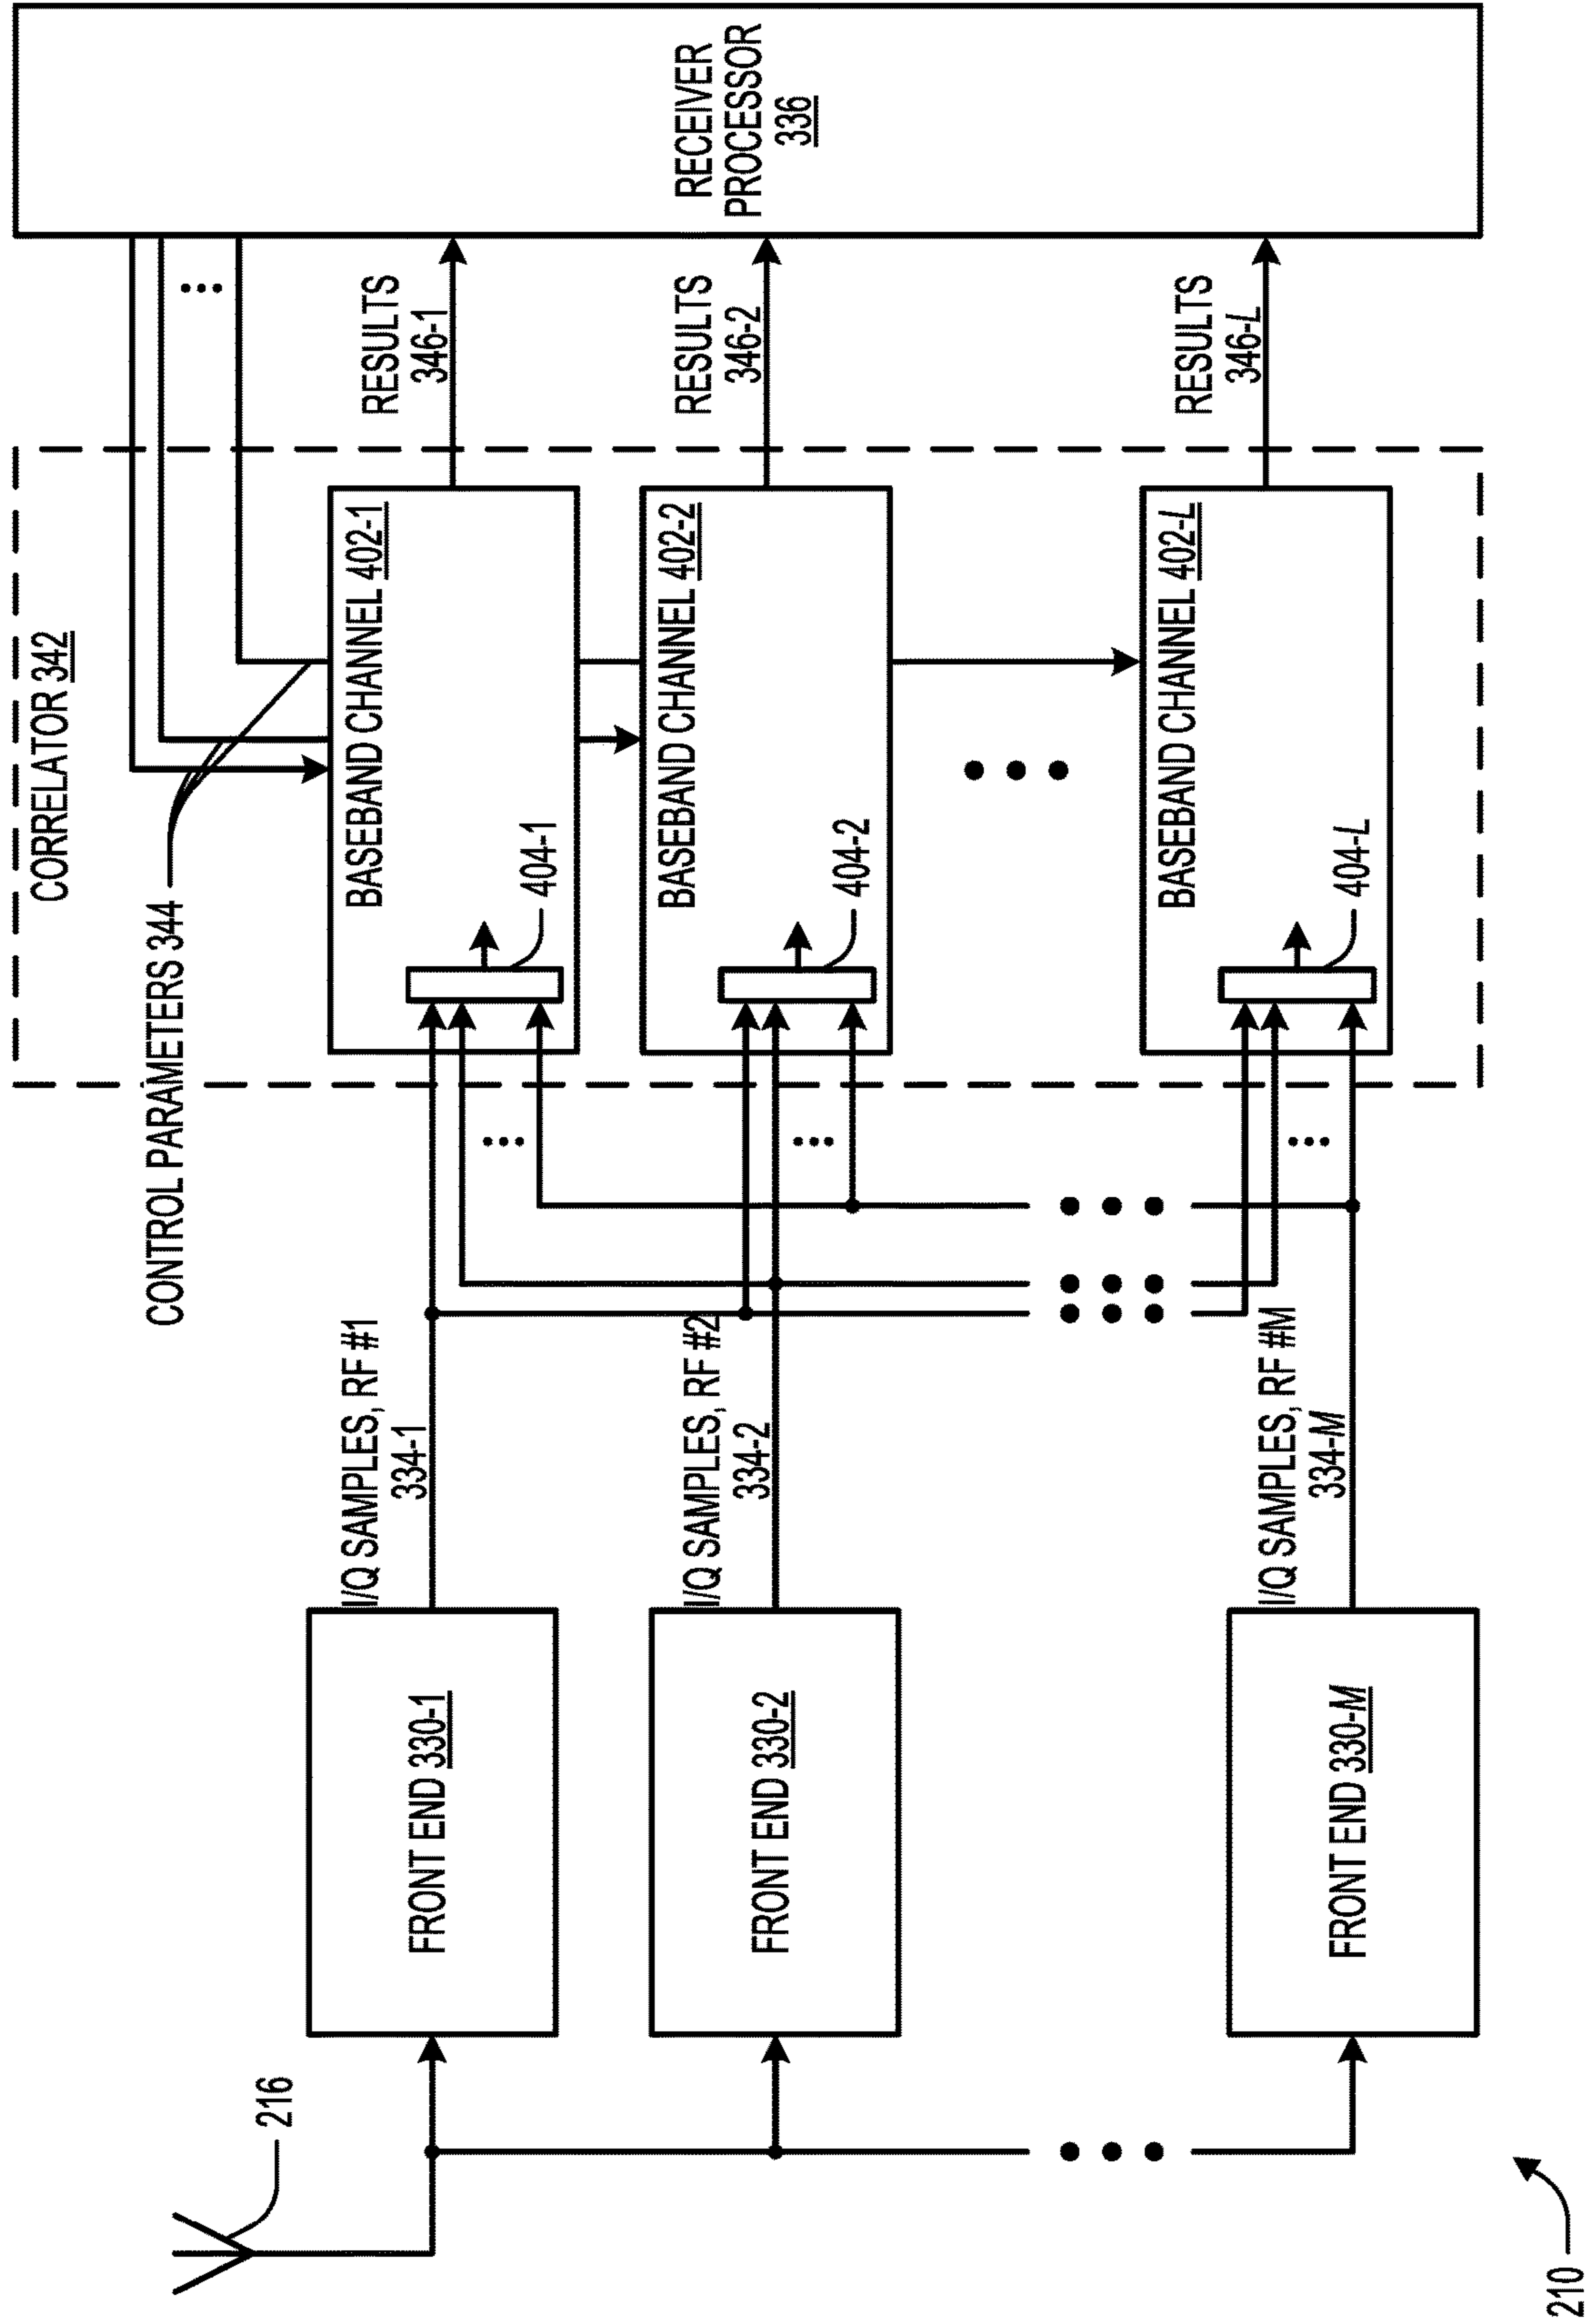 216
FRONT END 330-1
I/Q SAMPLES, RF #1
334-1
CONTROL PARAMETERS 344
CORRELATOR 342
BASEBAND CHANNEL 402-1
404-1
RESULTS
346-1
FRONT END 330-2
I/Q SAMPLES, RF #2
334-2
BASEBAND CHANNEL 402-2
404-2
RESULTS
346-2
RECEIVER
PROCESSOR
336
FRONT END 330-M
I/Q SAMPLES, RF #M
334-M
BASEBAND CHANNEL 402-L
404-L
RESULTS
346-L
210